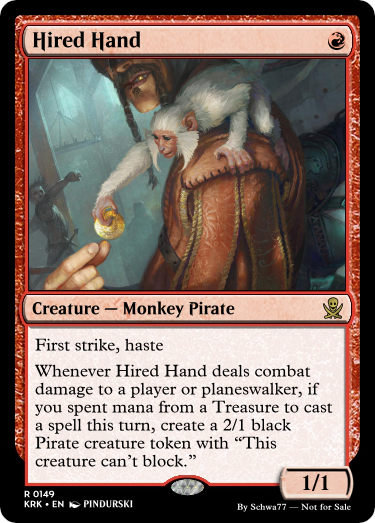 Hired Hand
Creature — Monkey Pirate
First strike, haste
Whenever Hired Hand deals combat
damage to a player or planeswalker, if
you spent mana from a Treasure to cast
a spell this turn, create a 2/1 black
Pirate creature token with “This
creature can’t block.”
1/1
R 0149
KRK • EN PINDURSKI
By Schwa77 — Not for Sale